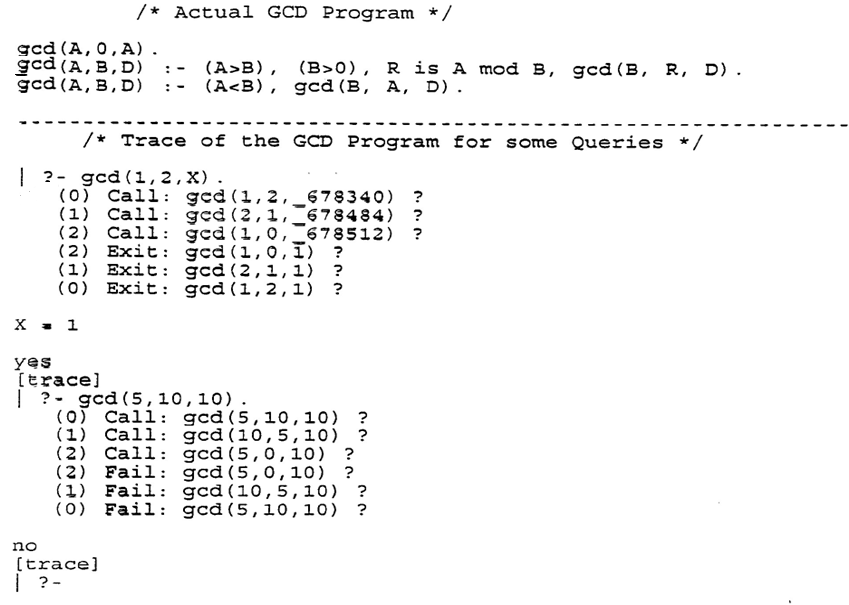 /* Actual GCD Program */
gcd(A,0,A).
gcd(A,B,D) :- (A>B), (B>0), R is A mod B, gcd(B, R, D).
gcd(A,B,D) :- (A<B), gcd(B, A, D).
--------------------------------------------------------------------
/* Trace of the GCD Program for some Queries */
| ?- gcd(1,2,X).
(0) Call: gcd(1,2,_678340) ?
(1) Call: gcd(2,1,_678484) ?
(2) Call: gcd(1,0,_678512) ?
(2) Exit: gcd(1,0,1) ?
(1) Exit: gcd(2,1,1) ?
(0) Exit: gcd(1,2,1) ?
X = 1
yes
[trace]
| ?- gcd(5,10,10).
(0) Call: gcd(5,10,10) ?
(1) Call: gcd(10,5,10) ?
(2) Call: gcd(5,0,10) ?
(2) Fail: gcd(5,0,10) ?
(1) Fail: gcd(10,5,10) ?
(0) Fail: gcd(5,10,10) ?
no
[trace]
| ?-